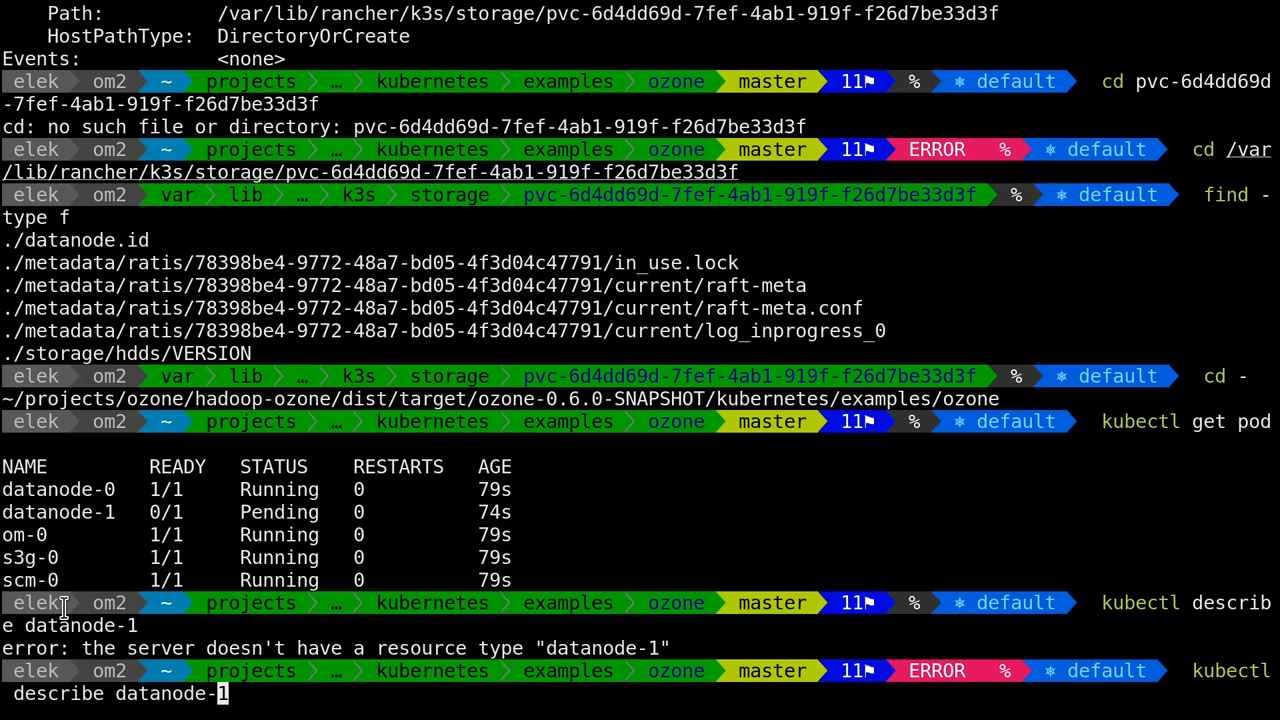 Path: /var/lib/rancher/k3s/storage/pvc-6d4dd69d-7fef-4ab1-919f-f26d7be33d3f
HostPathType: DirectoryOrCreate
Events: <none>
elek om2 ~ projects … kubernetes examples ozone master 11⚑ % ⎈ default cd pvc-6d4dd69d
-7fef-4ab1-919f-f26d7be33d3f
cd: no such file or directory: pvc-6d4dd69d-7fef-4ab1-919f-f26d7be33d3f
elek om2 ~ projects … kubernetes examples ozone master 11⚑ ERROR % ⎈ default cd /var
/lib/rancher/k3s/storage/pvc-6d4dd69d-7fef-4ab1-919f-f26d7be33d3f
elek om2 var lib … k3s storage pvc-6d4dd69d-7fef-4ab1-919f-f26d7be33d3f % ⎈ default find -
type f
./datanode.id
./metadata/ratis/78398be4-9772-48a7-bd05-4f3d04c47791/in_use.lock
./metadata/ratis/78398be4-9772-48a7-bd05-4f3d04c47791/current/raft-meta
./metadata/ratis/78398be4-9772-48a7-bd05-4f3d04c47791/current/raft-meta.conf
./metadata/ratis/78398be4-9772-48a7-bd05-4f3d04c47791/current/log_inprogress_0
./storage/hdds/VERSION
elek om2 var lib … k3s storage pvc-6d4dd69d-7fef-4ab1-919f-f26d7be33d3f % ⎈ default cd -
~/projects/ozone/hadoop-ozone/dist/target/ozone-0.6.0-SNAPSHOT/kubernetes/examples/ozone
elek om2 ~ projects … kubernetes examples ozone master 11⚑ % ⎈ default kubectl get pod
NAME READY STATUS RESTARTS AGE
datanode-0 1/1 Running 0 79s
datanode-1 0/1 Pending 0 74s
om-0 1/1 Running 0 79s
s3g-0 1/1 Running 0 79s
scm-0 1/1 Running 0 79s
elek om2 ~ projects … kubernetes examples ozone master 11⚑ % ⎈ default kubectl describ
e datanode-1
error: the server doesn't have a resource type "datanode-1"
elek om2 ~ projects … kubernetes examples ozone master 11⚑ ERROR % ⎈ default kubectl
describe datanode-1